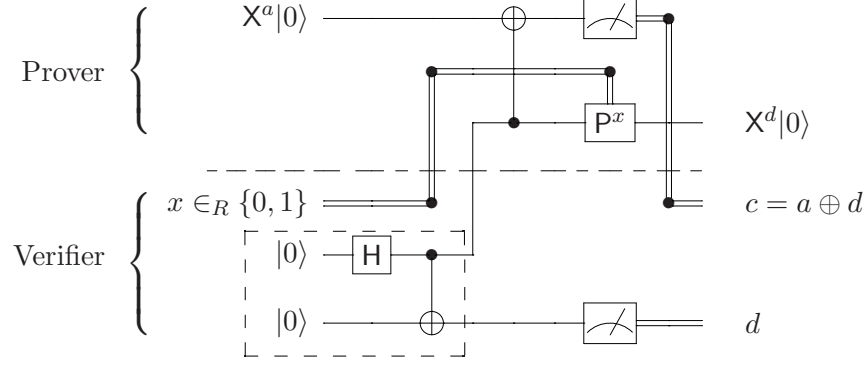 X^a|0⟩
Prover
P^x
X^d|0⟩
x ∈_R {0, 1}
c = a ⊕ d
Verifier
|0⟩ H
|0⟩
d